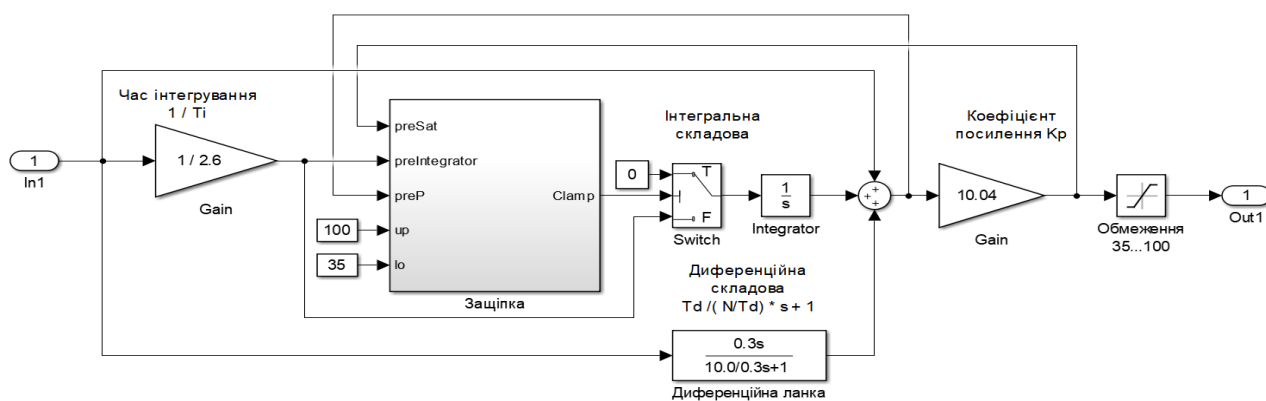 Час інтегрування
1 / Ti
1
In1
1 / 2.6
Gain
preSat
preIntegrator
preP
up
lo
Clamp
100
35
Защіпка
Інтегральна
складова
0
T
F
Switch
1
s
Integrator
+
+
+
Коефіцієнт
посилення Kp
10.04
Gain
Обмеження
35...100
1
Out1
Диференційна
складова
Td /( N/Td) * s + 1
0.3s
10.0/0.3s+1
Диференційна ланка